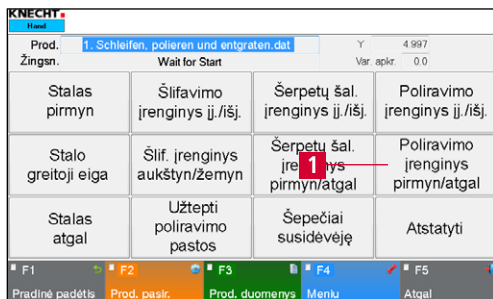 KNECHT
Hand
Prod. 1. Schleifen, polieren und entgraten.dat Y 4.997
Žingsn. Wait for Start Var. apkr. 0.0
Stalas
pirmyn
Šlifavimo
įrenginys įj./išj.
Šerpetų šal.
įrenginys įj./išj.
Poliravimo
įrenginys įj./išj.
Stalo
greitoji eiga
Šlif. įrenginys
aukštyn/žemyn
Šerpetų šal.
pirmyn/atgal
1
Poliravimo
įrenginys
pirmyn/atgal
Stalas
atgal
Užtepti
poliravimo
pastos
Šepečiai
susidėvėję
Atstatyti
F1 F2 F3 F4 F5
Pradinė padėtis Prod. pasir. Prod. duomenys Meniu Atgal